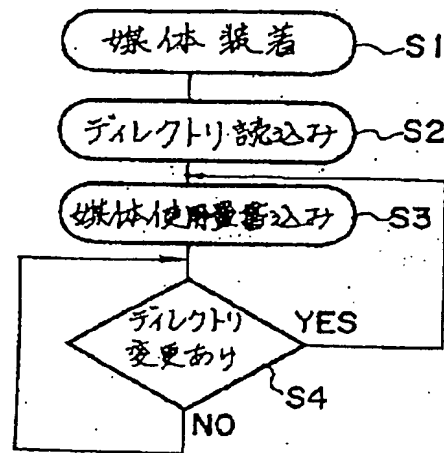 媒体装着
S1
ディレクトリ読込み
S2
媒体使用量書込み
S3
ディレクトリ
変更あり
YES
S4
NO